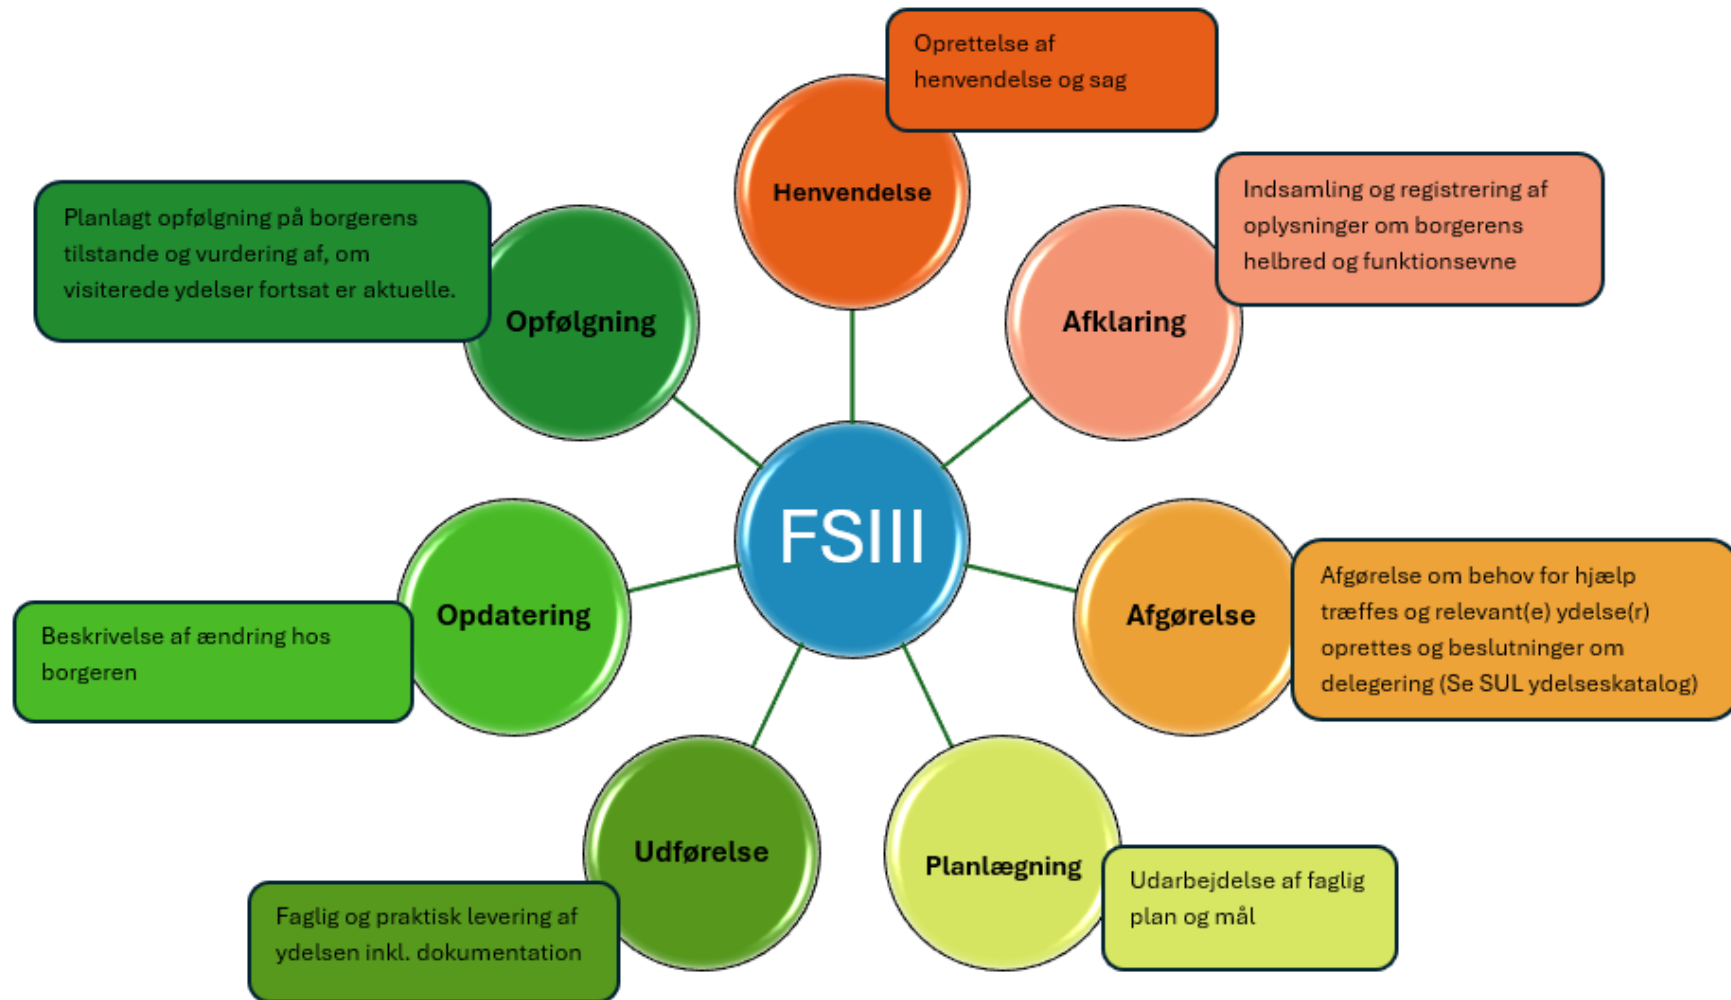 Oprettelse af
henvendelse og sag
Henvendelse
Indsamling og registrering af
oplysninger om borgerens
helbred og funktionsevne
Afklaring
Afgørelse om behov for hjælp
træffes og relevant(e) ydelse(r)
oprettes og beslutninger om
delegering (Se SUL ydelseskatalog)
Afgørelse
Udarbejdelse af faglig
plan og mål
Planlægning
Faglig og praktisk levering af
ydelsen inkl. dokumentation
Udførelse
Beskrivelse af ændring hos
borgeren
Opdatering
Planlagt opfølgning på borgerens
tilstande og vurdering af, om
visiterede ydelser fortsat er aktuelle.
Opfølgning
FSIII